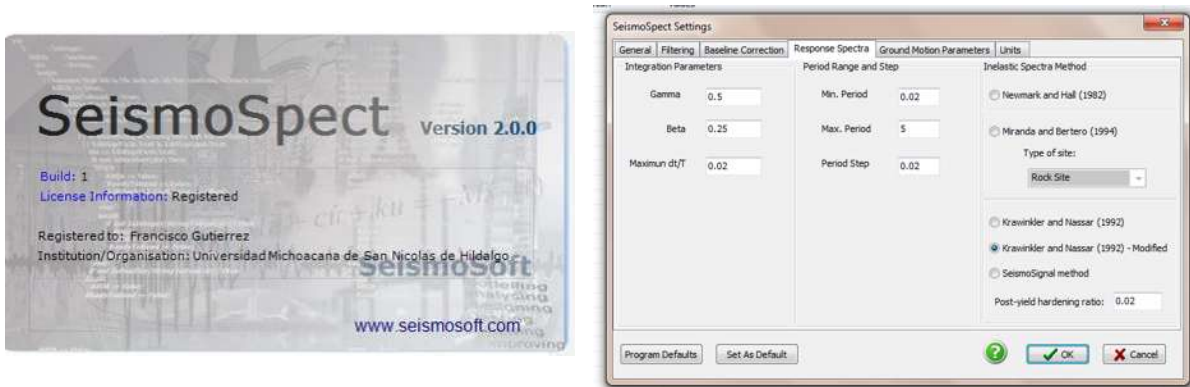 SeismoSpect Version 2.0.0
Build: 1
License Information: Registered
Registered to: Francisco Gutierrez
Institution/Organisation: Universidad Michoacana de San Nicolas de Hidalgo
SeismoSoft
www.seismosoft.com
improving
SeismoSpect Settings
General Filtering Baseline Correction Response Spectra Ground Motion Parameters Units
Integration Parameters
Gamma 0.5
Beta 0.25
Maximun dt/T 0.02
Period Range and Step
Min. Period 0.02
Max. Period 5
Period Step 0.02
Inelastic Spectra Method
Newmark and Hall (1982)
Miranda and Bertero (1994)
Type of site:
Rock Site
Krawinkler and Nassar (1992)
Krawinkler and Nassar (1992) - Modified
SeismoSignal method
Post-yield hardening ratio: 0.02
Program Defaults Set As Default OK Cancel